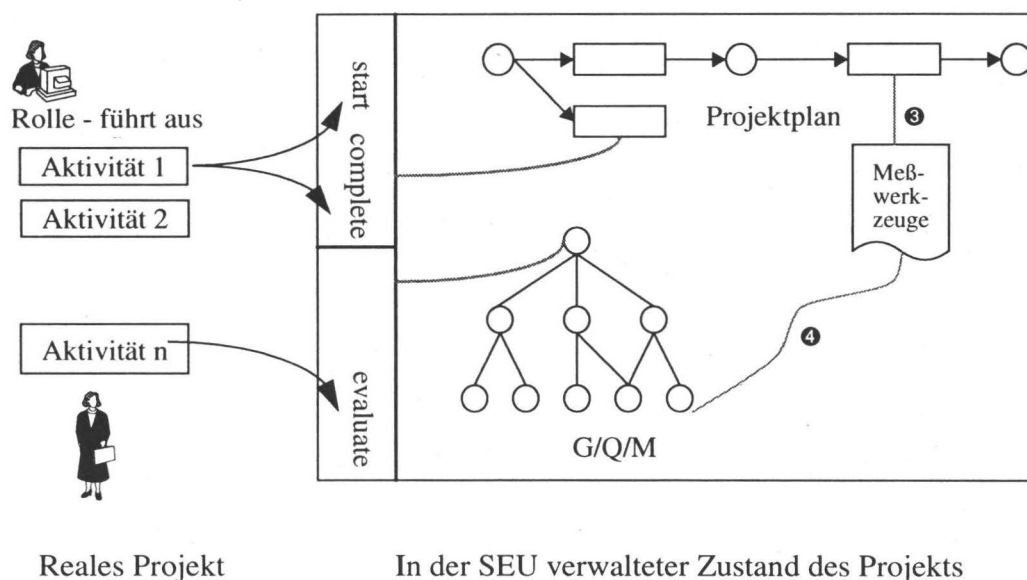 Rolle - führt aus
Aktivität 1
Aktivität 2
Aktivität n
start
complete
evaluate
Projektplan
❸
Meß-
werk-
zeuge
❹
G/Q/M
Reales Projekt
In der SEU verwalteter Zustand des Projekts